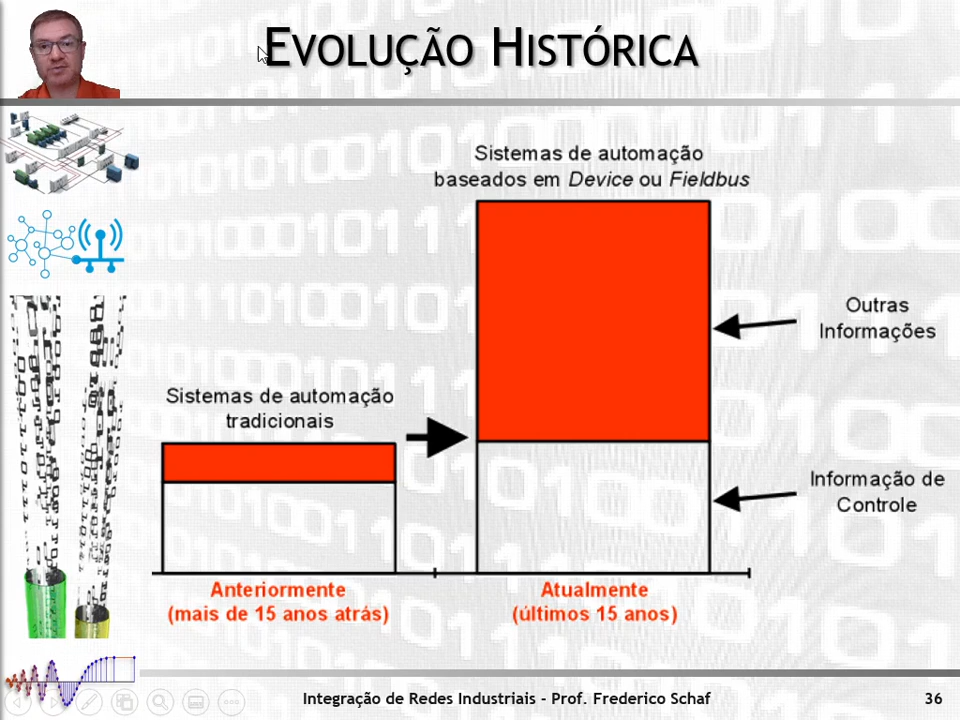 EVOLUÇÃO HISTÓRICA
Sistemas de automação
baseados em Device ou Fieldbus
Outras
Informações
Sistemas de automação
tradicionais
Informação de
Controle
Anteriormente
(mais de 15 anos atrás)
Atualmente
(últimos 15 anos)
Integração de Redes Industriais - Prof. Frederico Schaf
36